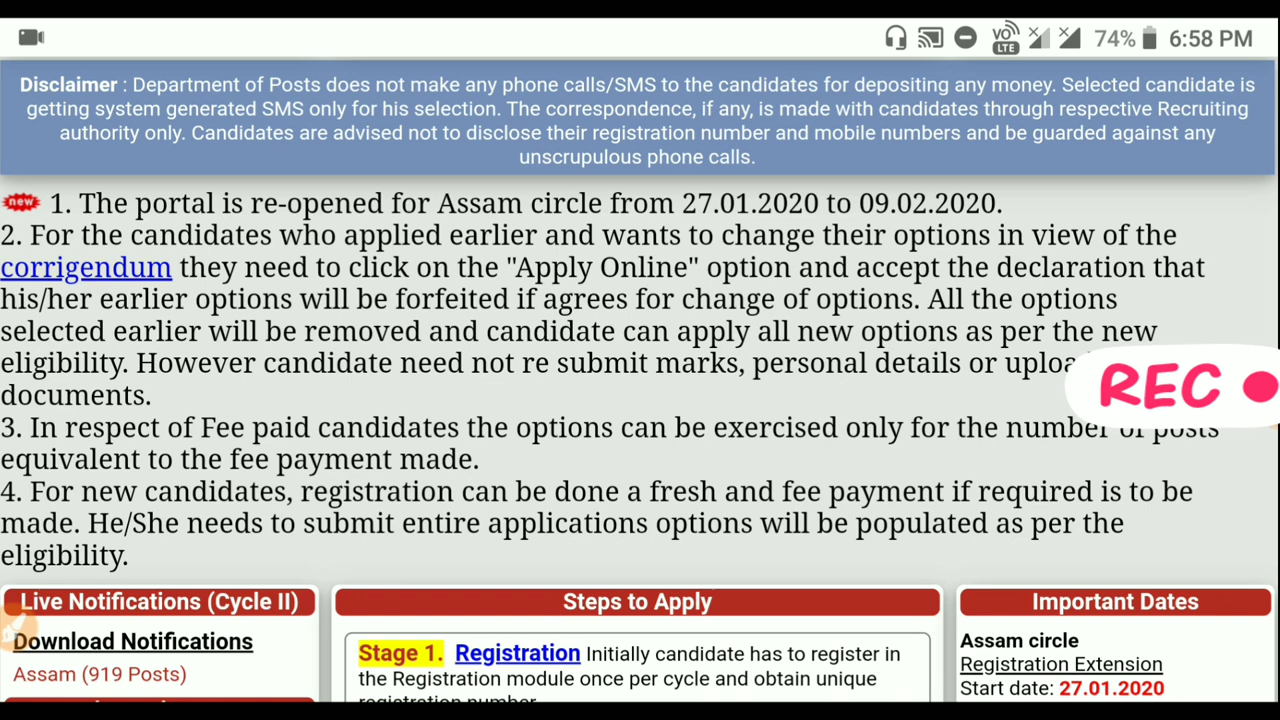 VO LTE 74% 6:58 PM
Disclaimer : Department of Posts does not make any phone calls/SMS to the candidates for depositing any money. Selected candidate is
getting system generated SMS only for his selection. The correspondence, if any, is made with candidates through respective Recruiting
authority only. Candidates are advised not to disclose their registration number and mobile numbers and be guarded against any
unscrupulous phone calls.
new 1. The portal is re-opened for Assam circle from 27.01.2020 to 09.02.2020.
2. For the candidates who applied earlier and wants to change their options in view of the
corrigendum they need to click on the "Apply Online" option and accept the declaration that
his/her earlier options will be forfeited if agrees for change of options. All the options
selected earlier will be removed and candidate can apply all new options as per the new
eligibility. However candidate need not re submit marks, personal details or
documents.
REC
3. In respect of Fee paid candidates the options can be exercised only for the number of posts
equivalent to the fee payment made.
4. For new candidates, registration can be done a fresh and fee payment if required is to be
made. He/She needs to submit entire applications options will be populated as per the
eligibility.
Live Notifications (Cycle II)
Download Notifications
Assam (919 Posts)
Steps to Apply
Stage 1. Registration Initially candidate has to register in
the Registration module once per cycle and obtain unique
registration number
Important Dates
Assam circle
Registration Extension
Start date: 27.01.2020